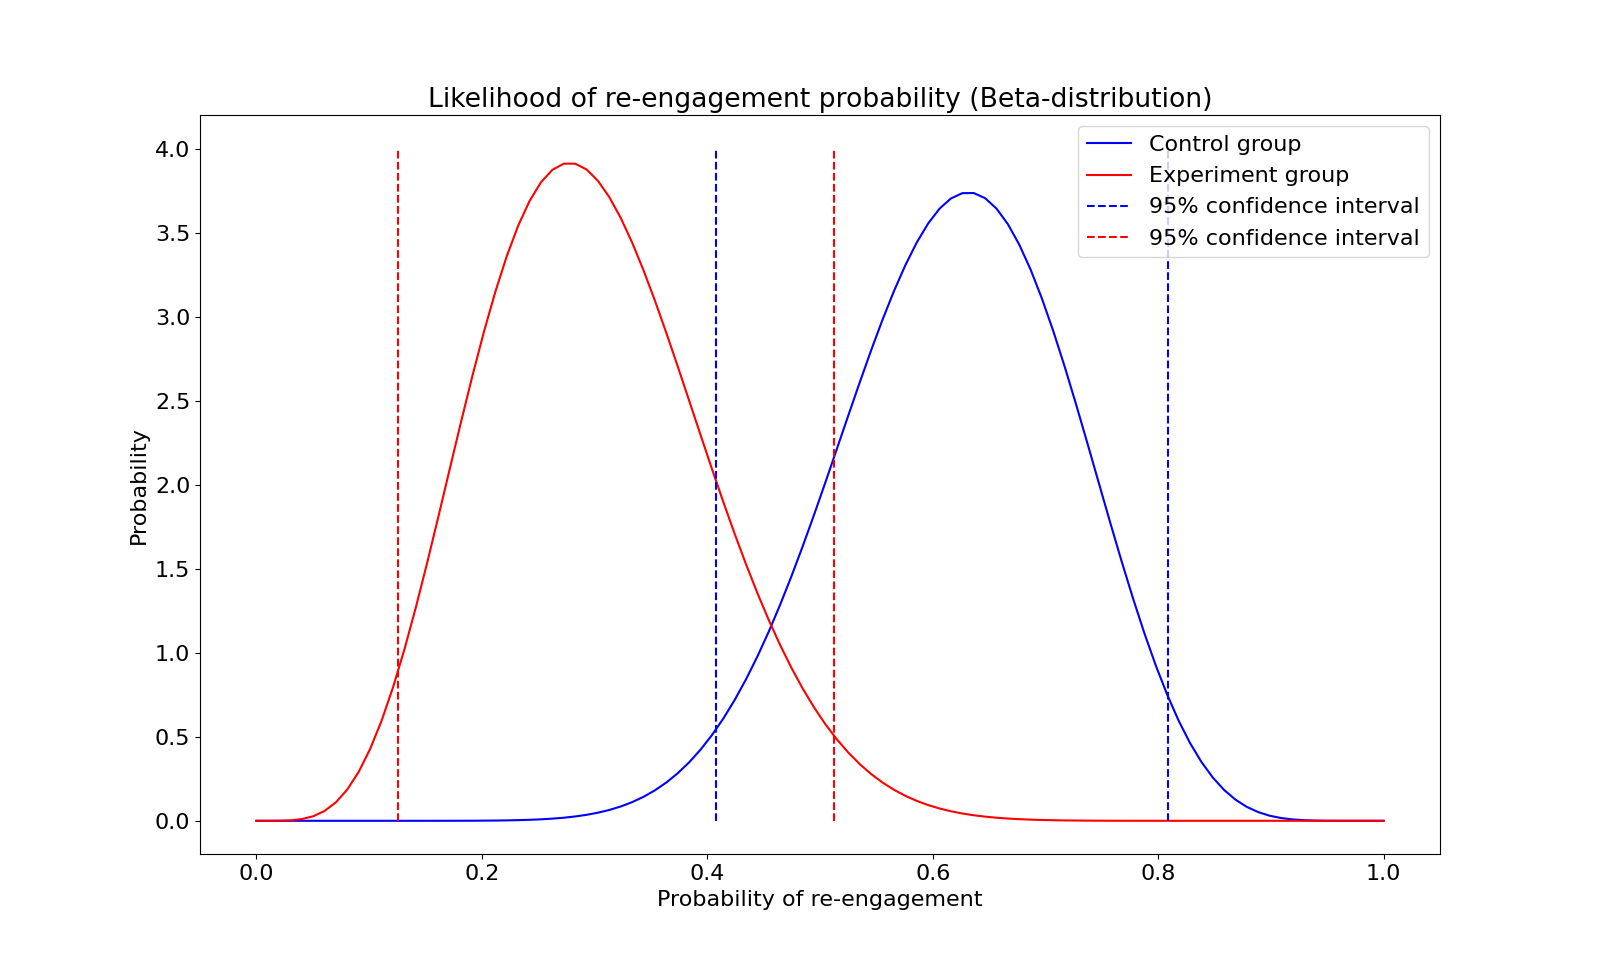 Likelihood of re-engagement probability (Beta-distribution)
Control group
Experiment group
95% confidence interval
95% confidence interval
4.0
3.5
3.0
2.5
2.0
1.5
1.0
0.5
0.0
Probability
0.0 0.2 0.4 0.6 0.8 1.0
Probability of re-engagement